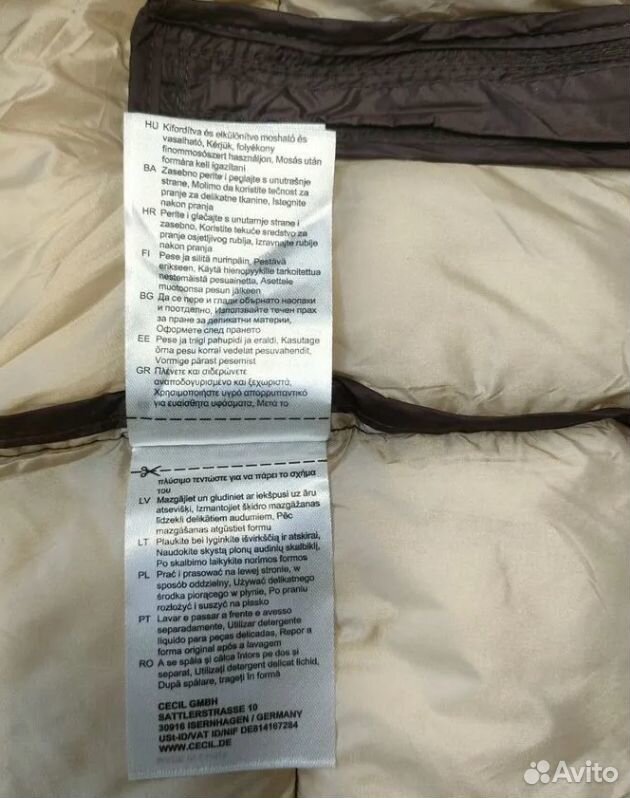 HU Kifordítva és elkülönítve mosható és
vasalható, Kérjük, folyékony
finommosószert használjon, Mosás után
formára kell igazítani
BA Zasebno perite i peglajte s unutrašnje
strane, Molimo da koristite tečnost za
pranje za delikatne tkanine, Istegnite
nakon pranja
HR Perite i glačajte s unutarnje strane i
zasebno, Koristite tekuće sredstvo za
pranje osjetljivog rublja, Izravnajte rublje
nakon pranja
FI Pese ja silitä nurinpäin, Pestävä
erikseen, Käytä hienopyykille tarkoitettua
nestemäistä pesuainetta, Asettele
muotoonsa pesun jälkeen
BG Да се пере и глади обърнато наопаки
и поотделно, Използвайте течен прах
за пране за деликатни материи,
Оформете след прането
EE Pese ja triigi pahupidi ja eraldi, Kasutage
õrna pesu korral vedelat pesuvahendit,
Vormige pärast pesemist
GR Πλένετε και σιδερώνετε
αναποδογυρισμένο και ξεχωριστά,
Χρησιμοποιήστε υγρό απορρυπαντικό
για ευαίσθητα υφάσματα, Μετά το
πλύσιμο τεντώστε για να πάρει το σχήμα
του
LV Mazgājiet un gludiniet ar iekšpusi uz āru
atsevišķi, Izmantojiet šķidro mazgāšanas
līdzekli delikātiem audumiem, Pēc
mazgāšanas atgūstiet formu
LT Plaukite bei lyginkite išvirkščią ir atskirai,
Naudokite skystą plonų audinių skalbiklį,
Po skalbimo laikykite norimos formos
PL Prać i prasować na lewej stronie, w
sposób oddzielny, Używać delikatnego
środka piorącego w płynie, Po praniu
rozłożyć i suszyć na płasko
PT Lavar e passar a frente e avesso
separadamente, Utilizar detergente
líquido para peças delicadas, Repor a
forma original após a lavagem
RO A se spăla și călca întors pe dos și
separat, Utilizați detergent delicat lichid,
După spălare, trageți în formă
CECIL GMBH
SATTLERSTRASSE 10
30916 ISERNHAGEN / GERMANY
USt-ID/VAT ID/NIF DE814167284
WWW.CECIL.DE
Avito